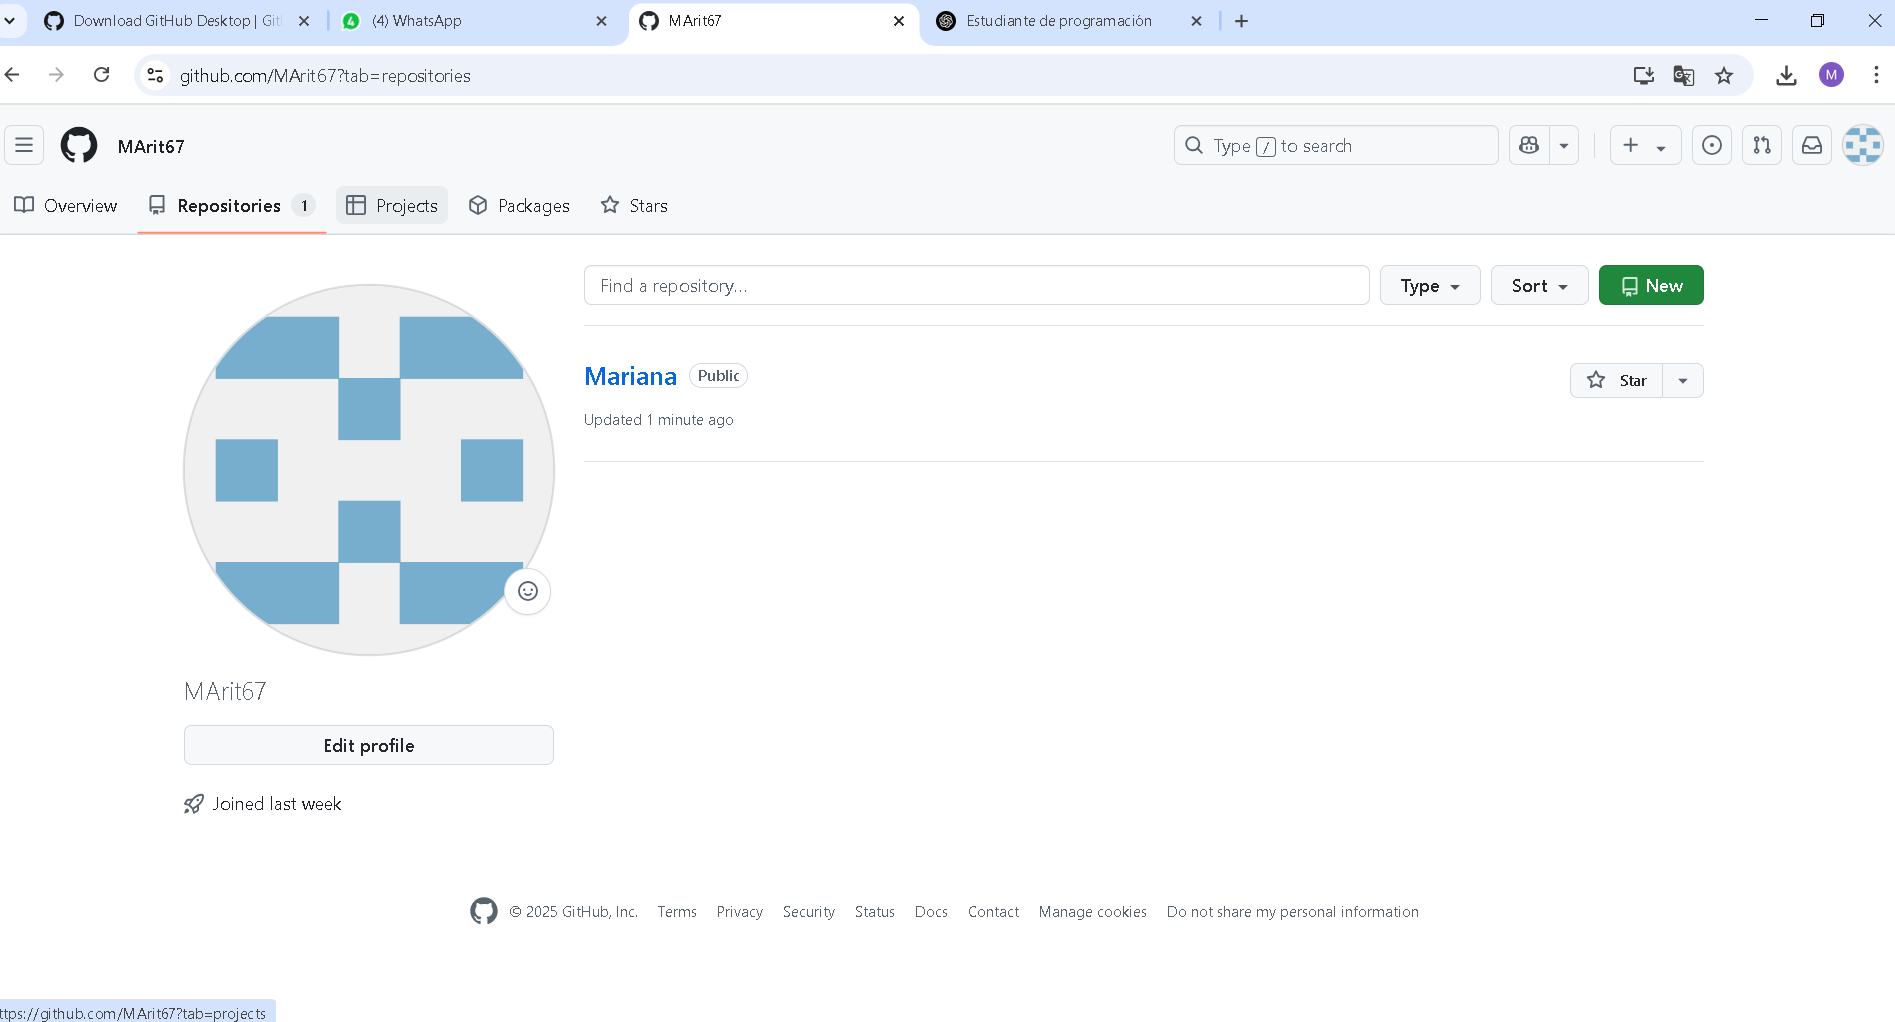 Download GitHub Desktop | Git
4 (4) WhatsApp
MArit67
Estudiante de programación
github.com/MArit67?tab=repositories
M
MArit67
Type / to search
Overview
Repositories 1
Projects
Packages
Stars
Find a repository...
Type
Sort
New
Mariana Public
Star
Updated 1 minute ago
MArit67
Edit profile
Joined last week
© 2025 GitHub, Inc. Terms Privacy Security Status Docs Contact Manage cookies Do not share my personal information
ttps://github.com/MArit67?tab=projects